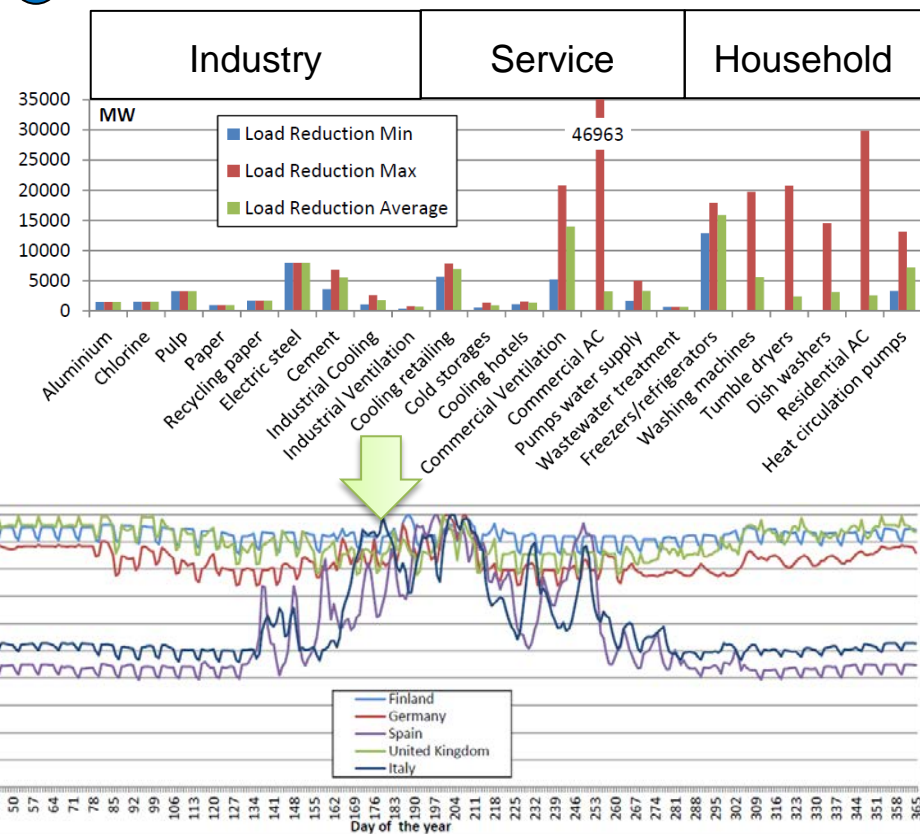 Industry Service Household
35000
MW
30000
25000
20000
15000
10000
5000
0
Load Reduction Min
Load Reduction Max
Load Reduction Average
46963
Aluminium
Chlorine
Pulp
Paper
Recycling paper
Electric steel
Cement
Industrial Cooling
Industrial Ventilation
Cooling retailing
Cold storages
Cooling hotels
Commercial Ventilation
Commercial AC
Pumps water supply
Wastewater treatment
Freezers/refrigerators
Washing machines
Tumble dryers
Dish washers
Residential AC
Heat circulation pumps
Finland
Germany
Spain
United Kingdom
Italy
50 57 64 71 78 85 92 99 106 113 120 127 134 141 148 155 162 169 176 183 190 197 204 211 218 225 232 239 246 253 260 267 274 281 288 295 302 309 316 323 330 337 344 351 358 365
Day of the year